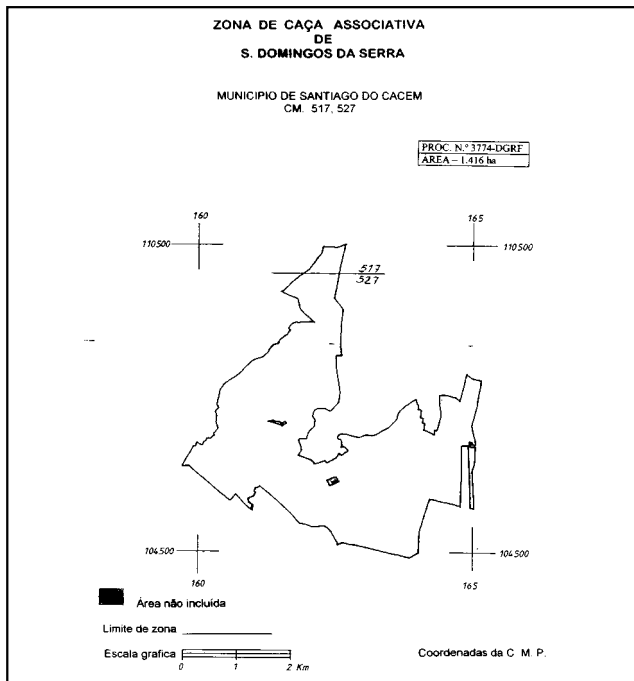 ZONA DE CAÇA ASSOCIATIVA
DE
S. DOMINGOS DA SERRA
MUNICIPIO DE SANTIAGO DO CACEM
CM. 517, 527
PROC. N.º 3774-DGRF
AREA – 1.416 ha
160
165
110500
110500
517
527
104500
104500
160
165
Área não incluída
Limite de zona
Escala grafica
0 1 2 Km
Coordenadas da C M. P.